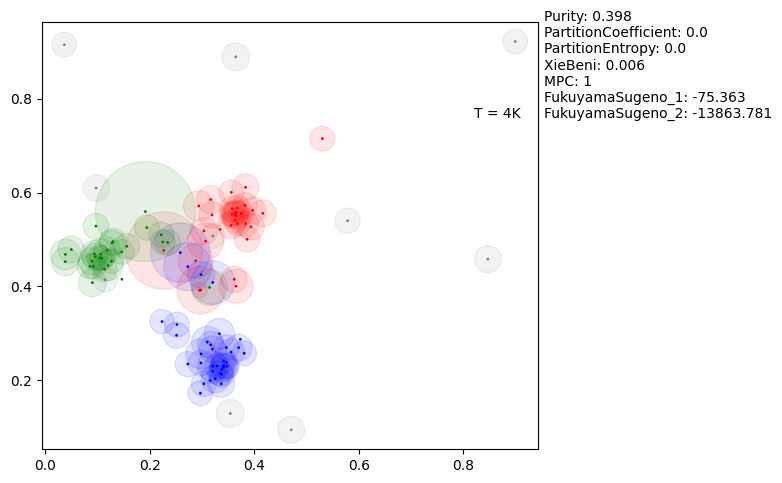 Purity: 0.398
PartitionCoefficient: 0.0
PartitionEntropy: 0.0
XieBeni: 0.006
MPC: 1
FukuyamaSugeno_1: -75.363
FukuyamaSugeno_2: -13863.781
T = 4K
0.8
0.6
0.4
0.2
0.0 0.2 0.4 0.6 0.8